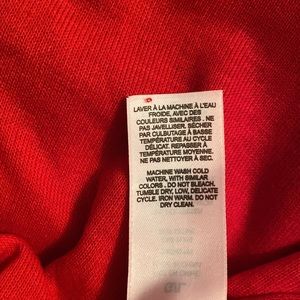 LAVER À LA MACHINE À L'EAU
FROIDE, AVEC DES
COULEURS SIMILAIRES . NE
PAS JAVELLISER, SÉCHER
PAR CULBUTAGE À BASSE
TEMPÉRATURE AU CYCLE
DÉLICAT. REPASSER À
TEMPÉRATURE MOYENNE.
NE PAS NETTOYER À SEC.
MACHINE WASH COLD
WATER, WITH SIMILAR
COLORS . DO NOT BLEACH.
TUMBLE DRY, LOW, DELICATE
CYCLE. IRON WARM. DO NOT
DRY CLEAN.